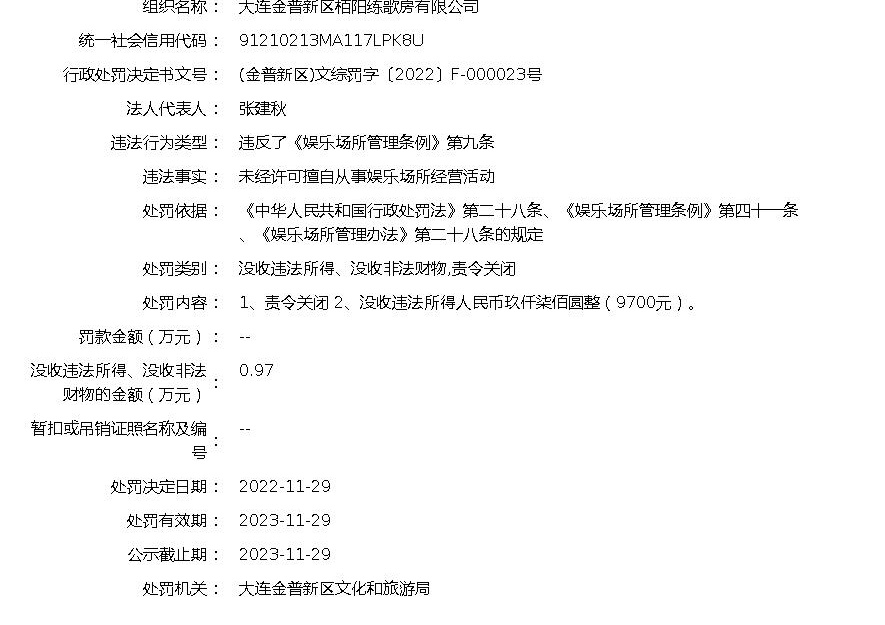 组织名称： 大连金普新区栢阳练歌房有限公司
统一社会信用代码： 91210213MA117LPK8U
行政处罚决定书文号： (金普新区)文综罚字〔2022〕F-000023号
法人代表人： 张建秋
违法行为类型： 违反了《娱乐场所管理条例》第九条
违法事实： 未经许可擅自从事娱乐场所经营活动
处罚依据： 《中华人民共和国行政处罚法》第二十八条、《娱乐场所管理条例》第四十一条
、《娱乐场所管理办法》第二十八条的规定
处罚类别： 没收违法所得、没收非法财物,责令关闭
处罚内容： 1、责令关闭 2、没收违法所得人民币玖仟柒佰圆整（9700元）。
罚款金额（万元）： --
没收违法所得、没收非法
财物的金额（万元）： 0.97
暂扣或吊销证照名称及编
号： --
处罚决定日期： 2022-11-29
处罚有效期： 2023-11-29
公示截止期： 2023-11-29
处罚机关： 大连金普新区文化和旅游局